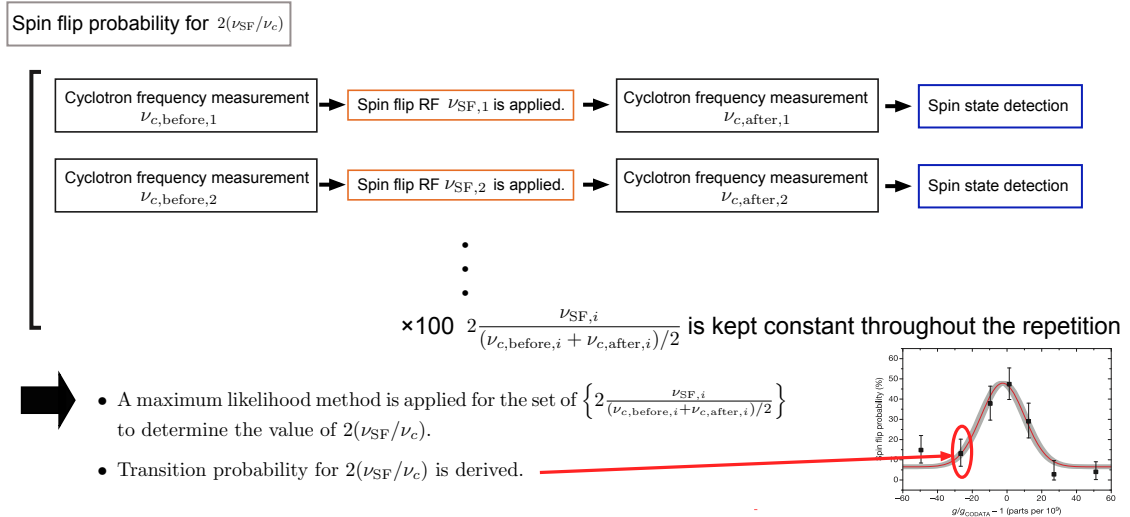 Spin flip probability for 2(ν_SF/ν_c)
Cyclotron frequency measurement ν_c,before,1
Spin flip RF ν_SF,1 is applied.
Cyclotron frequency measurement ν_c,after,1
Spin state detection
Cyclotron frequency measurement ν_c,before,2
Spin flip RF ν_SF,2 is applied.
Cyclotron frequency measurement ν_c,after,2
Spin state detection
×100 2 ν_SF,i / (ν_c,before,i + ν_c,after,i)/2 is kept constant throughout the repetition
• A maximum likelihood method is applied for the set of {2 ν_SF,i / (ν_c,before,i+ν_c,after,i)/2}
to determine the value of 2(ν_SF/ν_c).
• Transition probability for 2(ν_SF/ν_c) is derived.
Spin flip probability (%)
60
50
40
30
20
10
0
−60 −40 −20 0 20 40 60
g/g_CODATA − 1 (parts per 10⁹)